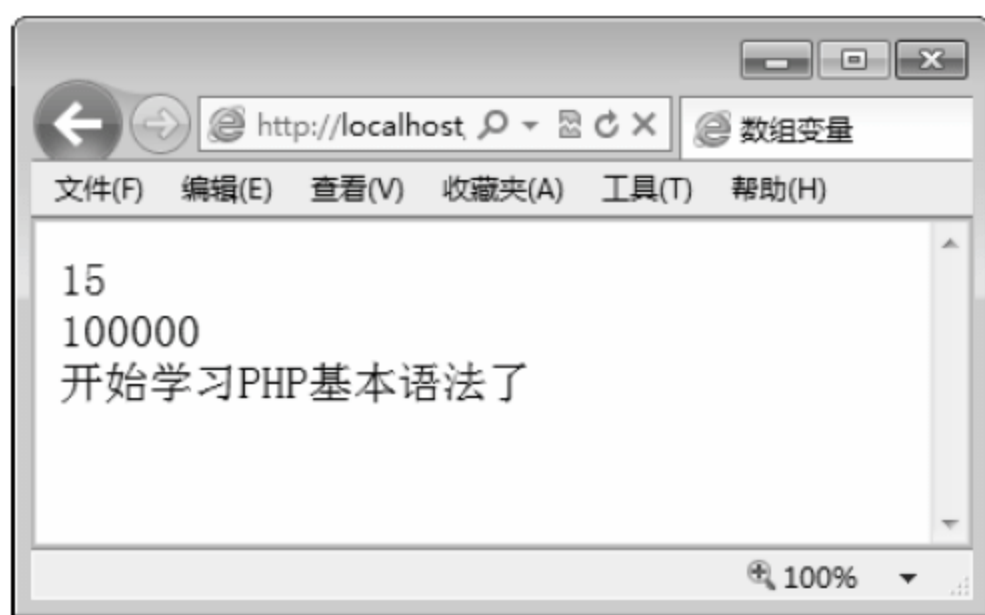 http://localhost
数组变量
文件(F) 编辑(E) 查看(V) 收藏夹(A) 工具(T) 帮助(H)
15
100000
开始学习PHP基本语法了
100%